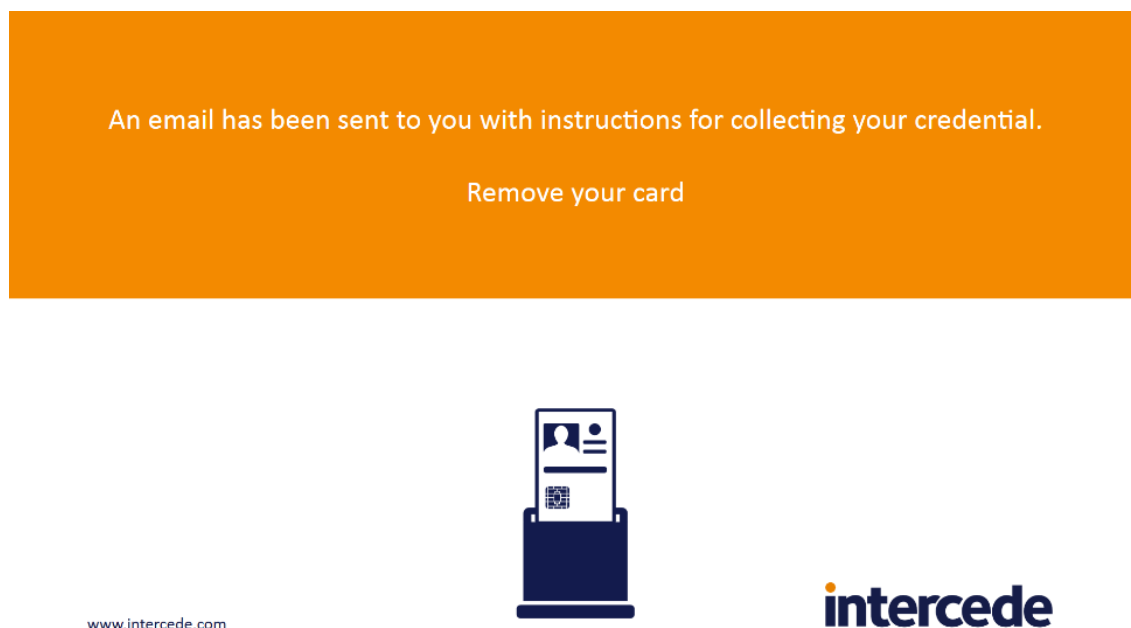 An email has been sent to you with instructions for collecting your credential.
Remove your card
www.intercede.com
intercede